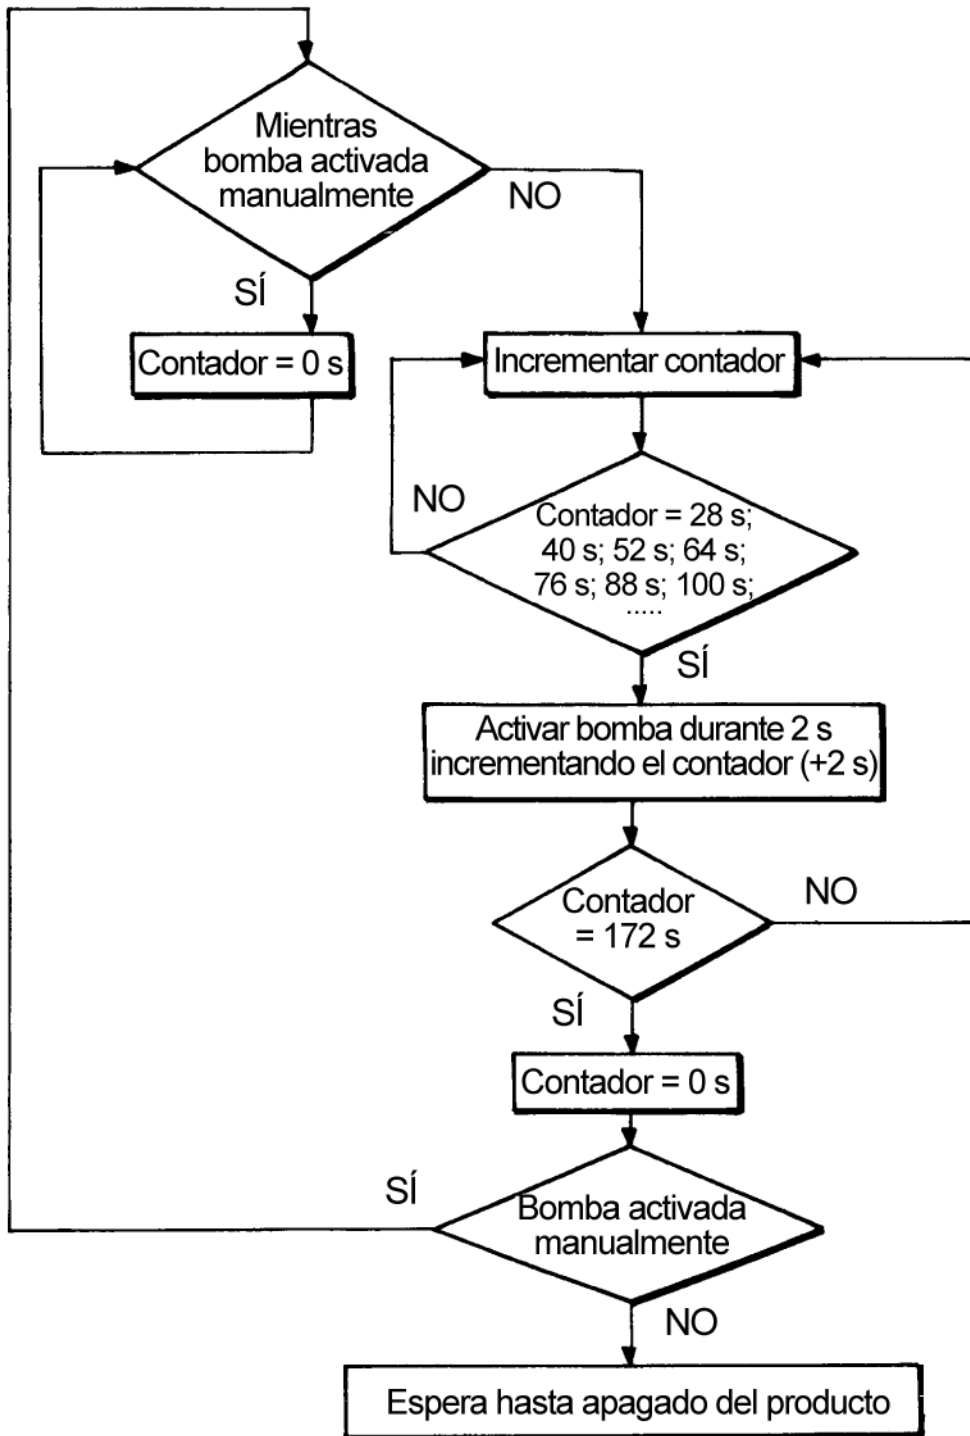 Mientras
bomba activada
manualmente
NO
SÍ
Contador = 0 s
Incrementar contador
NO
Contador = 28 s;
40 s; 52 s; 64 s;
76 s; 88 s; 100 s;
.....
SÍ
Activar bomba durante 2 s
incrementando el contador (+2 s)
Contador
= 172 s
NO
SÍ
Contador = 0 s
SÍ
Bomba activada
manualmente
NO
Espera hasta apagado del producto